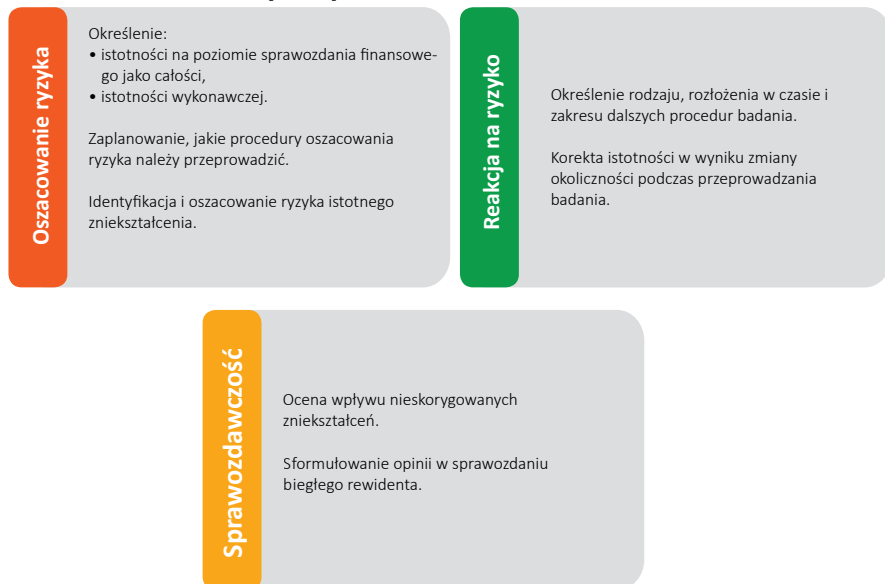 Oszacowanie ryzyka
Określenie:
• istotności na poziomie sprawozdania finansowe-
go jako całości,
• istotności wykonawczej.
Zaplanowanie, jakie procedury oszacowania
ryzyka należy przeprowadzić.
Identyfikacja i oszacowanie ryzyka istotnego
zniekształcenia.
Reakcja na ryzyko
Określenie rodzaju, rozłożenia w czasie i
zakresu dalszych procedur badania.
Korekta istotności w wyniku zmiany
okoliczności podczas przeprowadzania
badania.
Sprawozdawczość
Ocena wpływu nieskorygowanych
zniekształceń.
Sformułowanie opinii w sprawozdaniu
biegłego rewidenta.